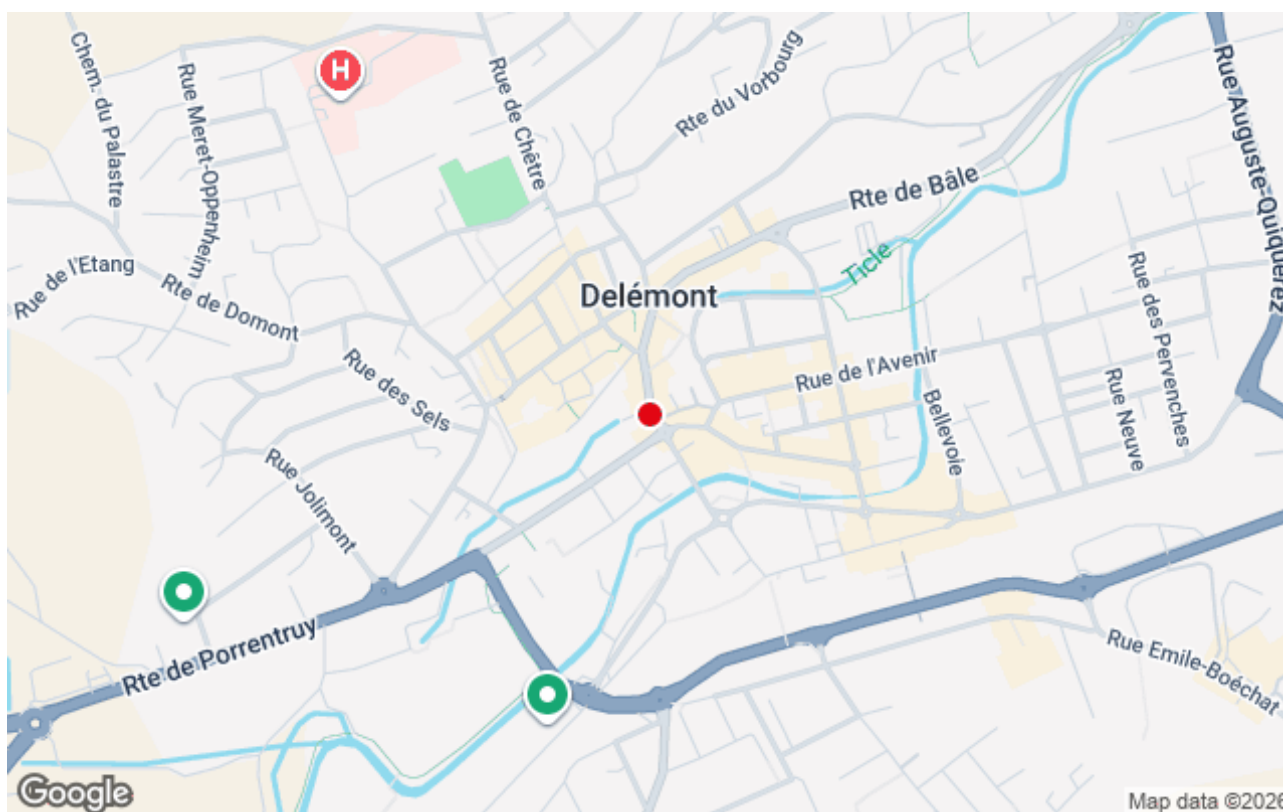 Chem. du Palastre
Rue Meret-Oppenheim
H
Rue de Chêtre
Rte du Vorbourg
Rue Auguste-Quiquerez
Rte de Bâle
Rue de l'Etang
Rte de Domont
Delémont
Ticle
Rue des Pervenches
Rue des Sels
Rue de l'Avenir
Rue Neuve
Bellevoie
Rue Jolimont
Rte de Porrentruy
Rue Emile-Boéchat
Google
Map data ©2026